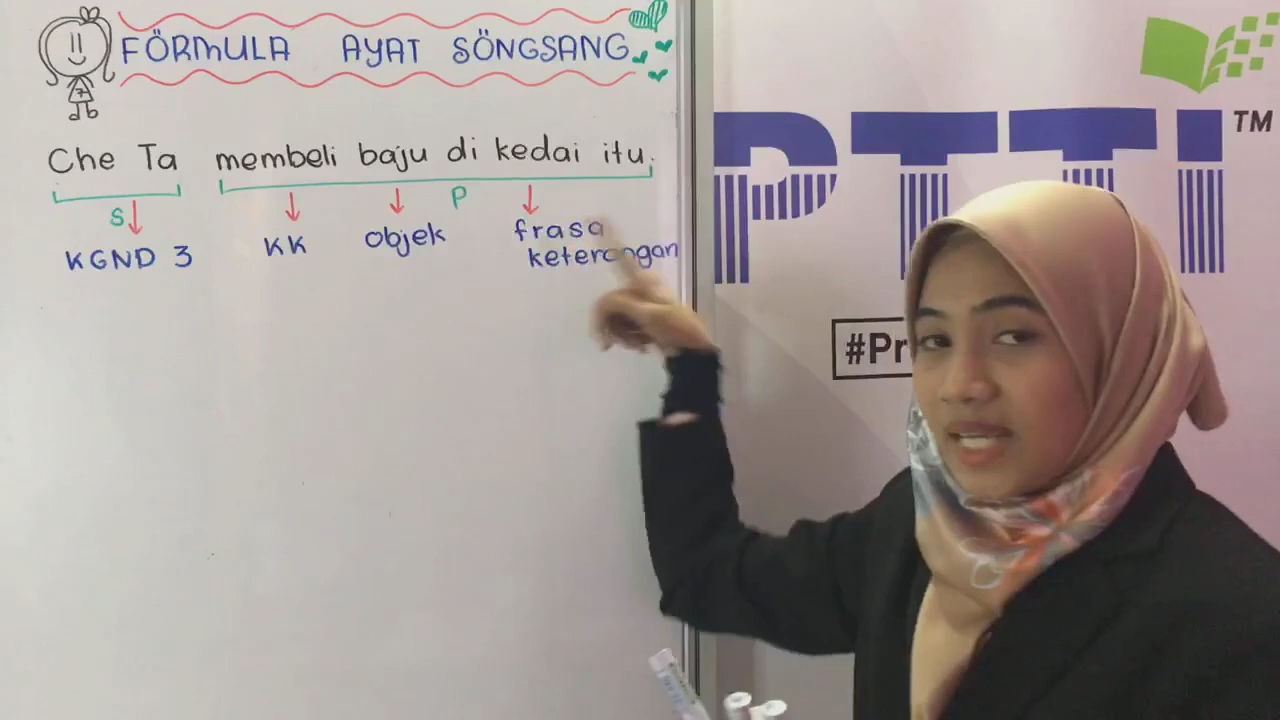 FÖRMULA AYAT SÖNGSANG
Che Ta membeli baju di kedai itu.
S P
KGND 3 KK objek frasa
keterangan
PTTI TM
#Pr